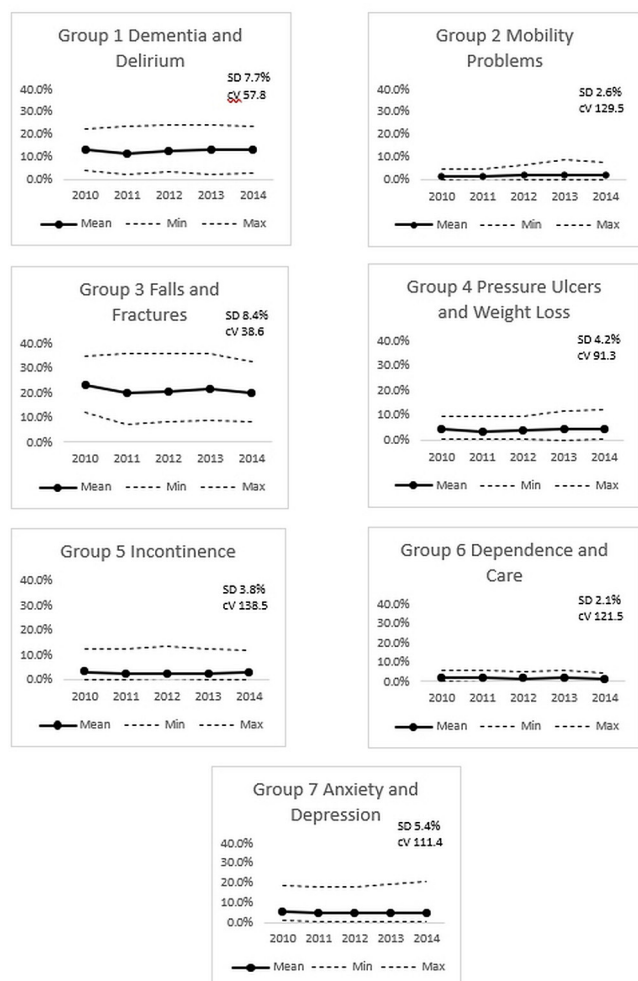 Group 1 Dementia and
Delirium
SD 7.7%
cV 57.8
40.0%
30.0%
20.0%
10.0%
0.0%
2010 2011 2012 2013 2014
Mean Min Max
Group 2 Mobility
Problems
SD 2.6%
cV 129.5
40.0%
30.0%
20.0%
10.0%
0.0%
2010 2011 2012 2013 2014
Mean Min Max
Group 3 Falls and
Fractures
SD 8.4%
cV 38.6
40.0%
30.0%
20.0%
10.0%
0.0%
2010 2011 2012 2013 2014
Mean Min Max
Group 4 Pressure Ulcers
and Weight Loss
SD 4.2%
cV 91.3
40.0%
30.0%
20.0%
10.0%
0.0%
2010 2011 2012 2013 2014
Mean Min Max
Group 5 Incontinence
SD 3.8%
cV 138.5
40.0%
30.0%
20.0%
10.0%
0.0%
2010 2011 2012 2013 2014
Mean Min Max
Group 6 Dependence and
Care
SD 2.1%
cV 121.5
40.0%
30.0%
20.0%
10.0%
0.0%
2010 2011 2012 2013 2014
Mean Min Max
Group 7 Anxiety and
Depression
SD 5.4%
cV 111.4
40.0%
30.0%
20.0%
10.0%
0.0%
2010 2011 2012 2013 2014
Mean Min Max